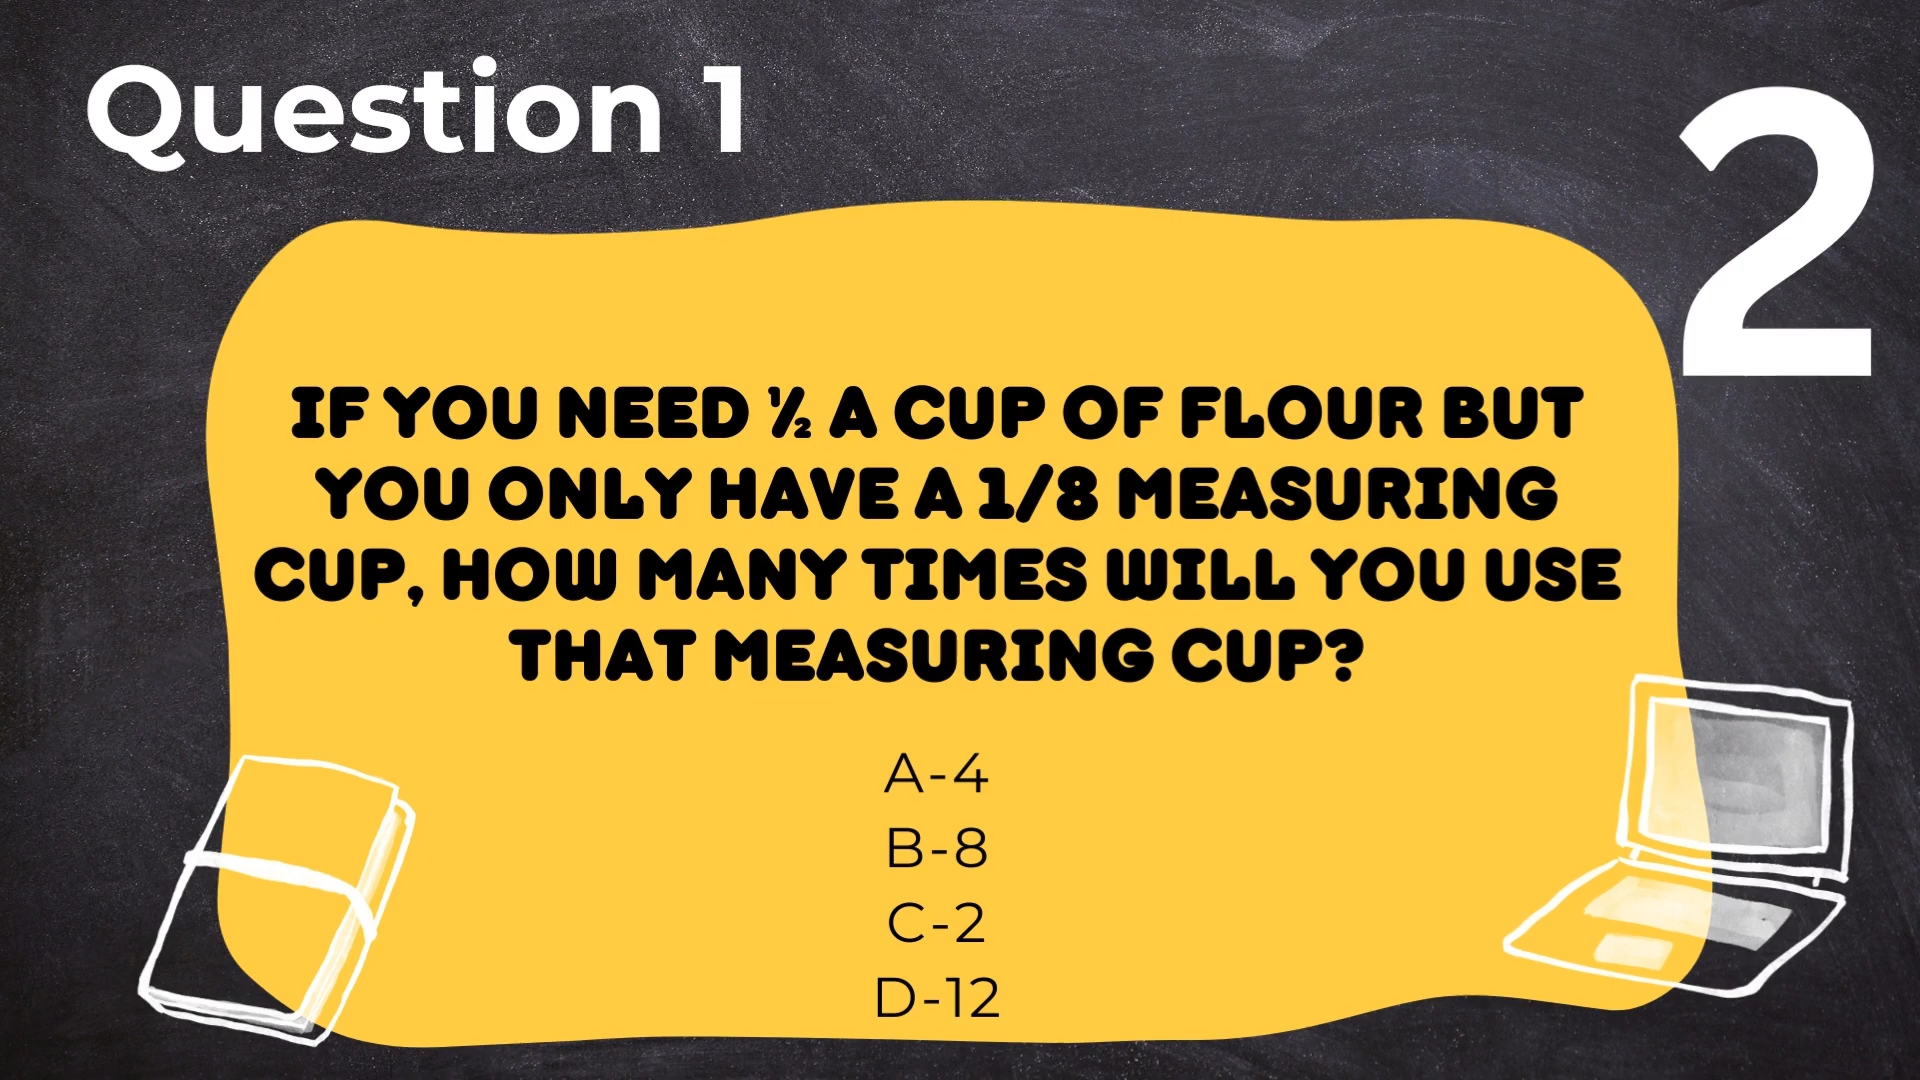 Question 1
2
IF YOU NEED ½ A CUP OF FLOUR BUT
YOU ONLY HAVE A 1/8 MEASURING
CUP, HOW MANY TIMES WILL YOU USE
THAT MEASURING CUP?
A-4
B-8
C-2
D-12